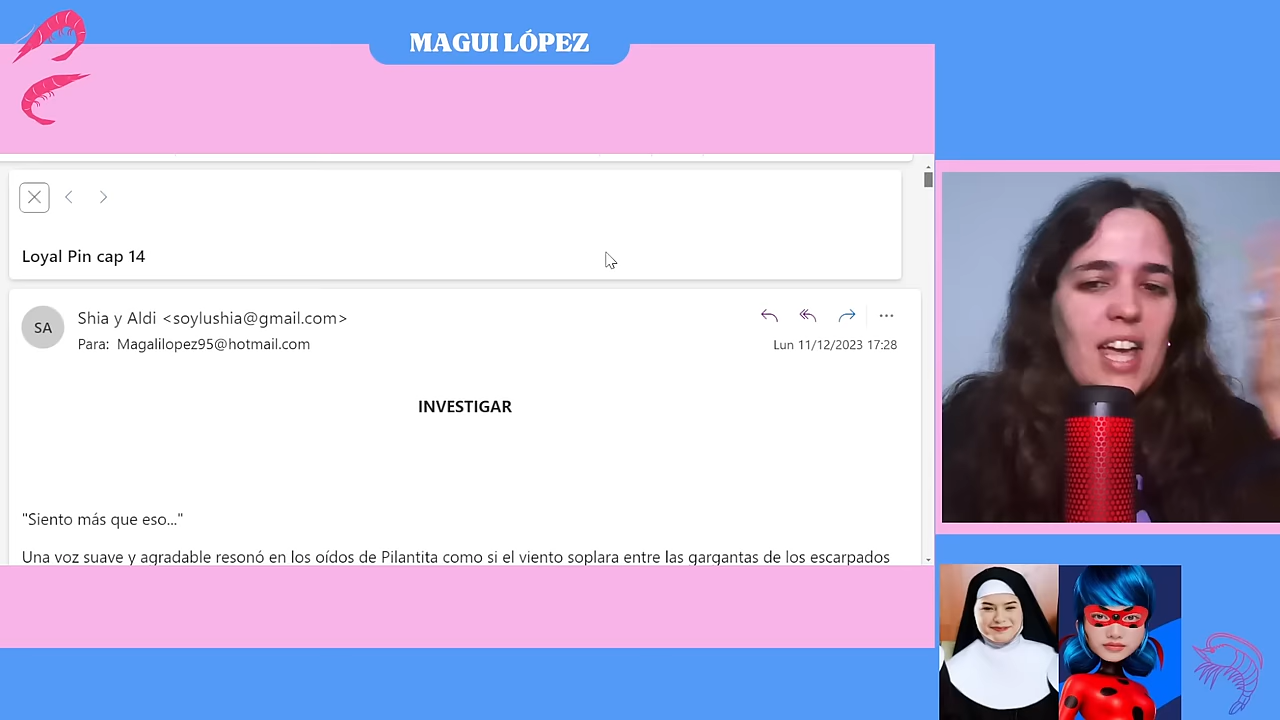 MAGUI LÓPEZ
Loyal Pin cap 14
SA
Shia y Aldi <soylushia@gmail.com>
Para: Magalilopez95@hotmail.com
Lun 11/12/2023 17:28
INVESTIGAR
"Siento más que eso..."
Una voz suave y agradable resonó en los oídos de Pilantita como si el viento soplara entre las gargantas de los escarpados